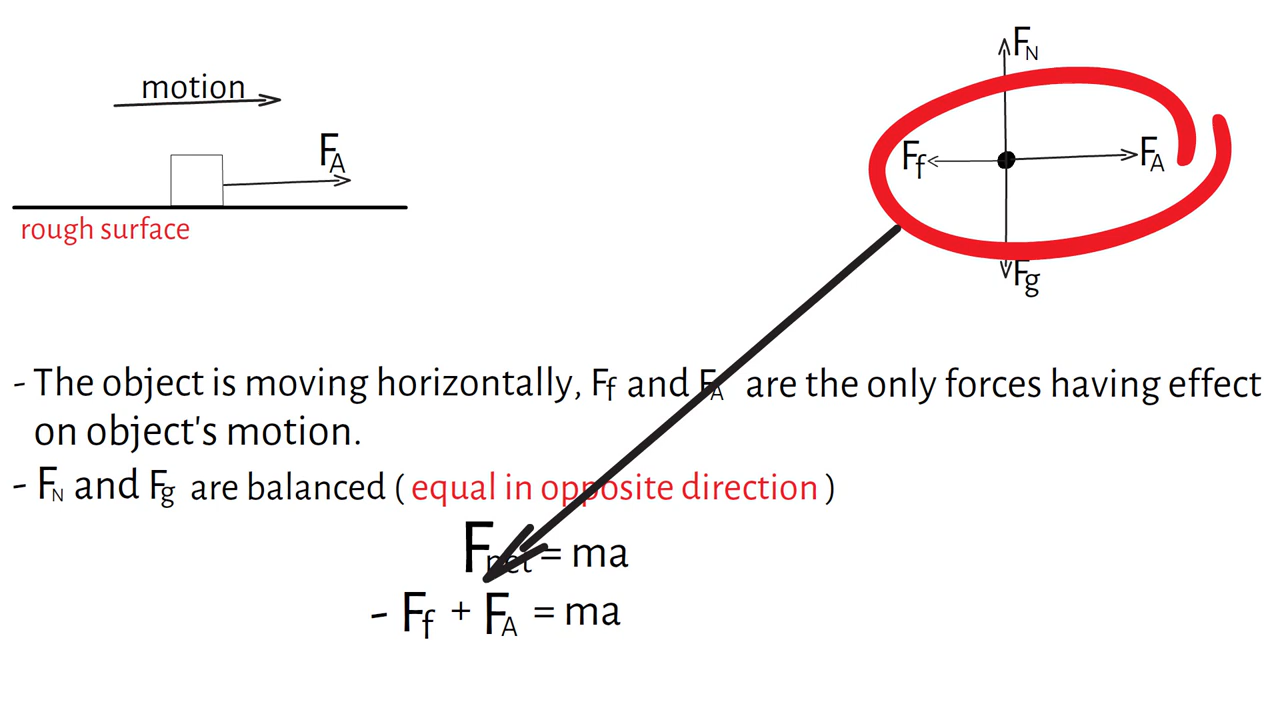 motion
FA
rough surface
FN
Ff
FA
Fg
- The object is moving horizontally, Ff and FA are the only forces having effect
on object's motion.
- FN and Fg are balanced ( equal in opposite direction )
Fnet = ma
- Ff + FA = ma